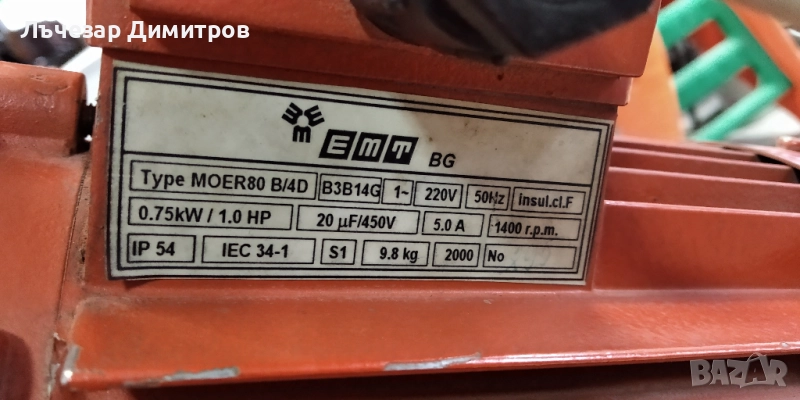 Лъчезар Димитров
EMT BG
Type MOER80 B/4D B3B14G 1~ 220V 50Hz insul.cl.F
0.75kW / 1.0 HP 20 µF/450V 5.0 A 1400 r.p.m.
IP 54 IEC 34-1 S1 9.8 kg 2000 No
BAZAR